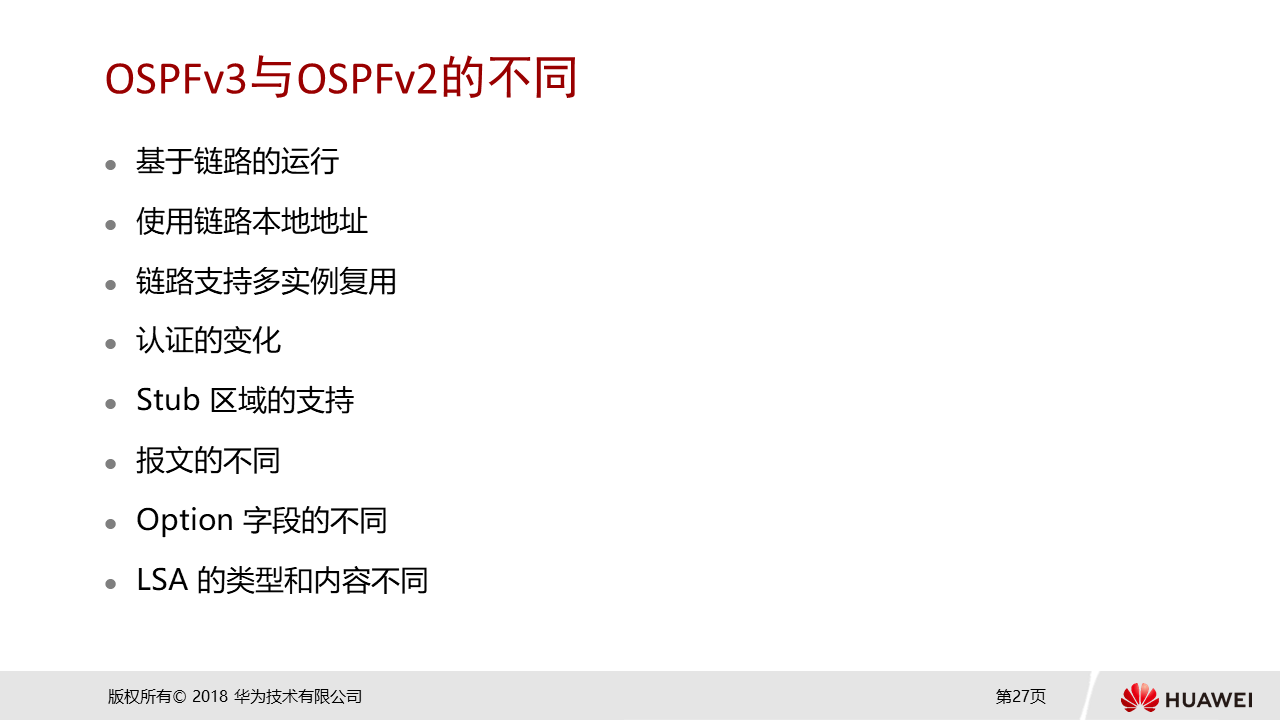 OSPFv3与OSPFv2的不同
● 基于链路的运行
● 使用链路本地地址
● 链路支持多实例复用
● 认证的变化
● Stub 区域的支持
● 报文的不同
● Option 字段的不同
● LSA 的类型和内容不同
版权所有© 2018 华为技术有限公司
第27页
HUAWEI